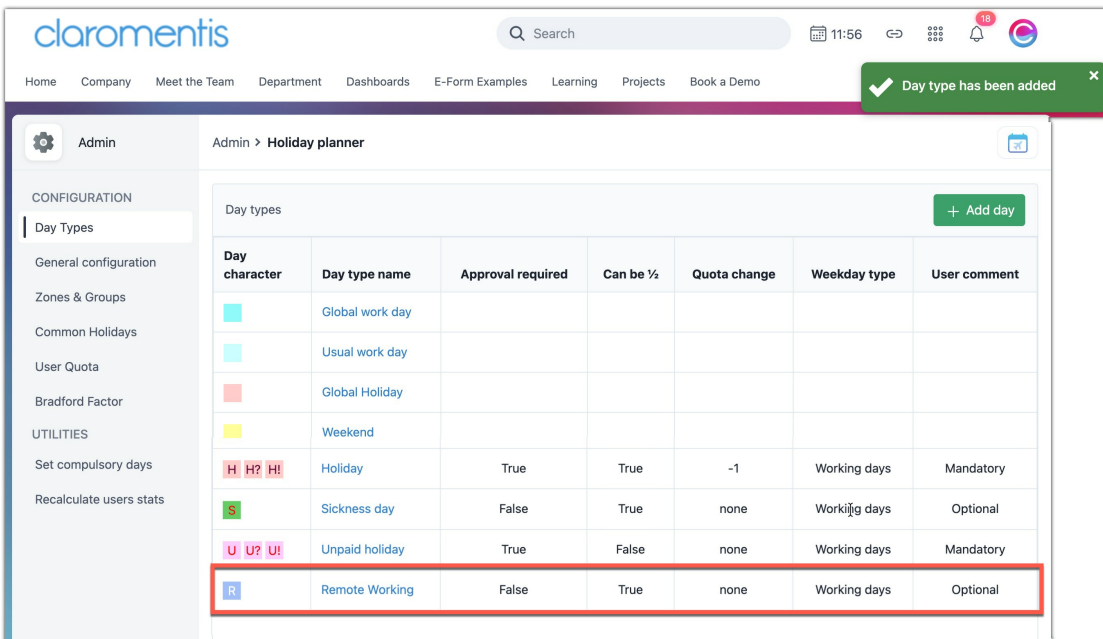 claromentis
Search
11:56
18
Home Company Meet the Team Department Dashboards E-Form Examples Learning Projects Book a Demo
Day type has been added
Admin
Admin > Holiday planner
CONFIGURATION
Day Types
General configuration
Zones & Groups
Common Holidays
User Quota
Bradford Factor
UTILITIES
Set compulsory days
Recalculate users stats
Day types
+ Add day
Day character Day type name Approval required Can be ½ Quota change Weekday type User comment
Global work day
Usual work day
Global Holiday
Weekend
H H? H! Holiday True True -1 Working days Mandatory
S Sickness day False True none Working days Optional
U U? U! Unpaid holiday True False none Working days Mandatory
R Remote Working False True none Working days Optional